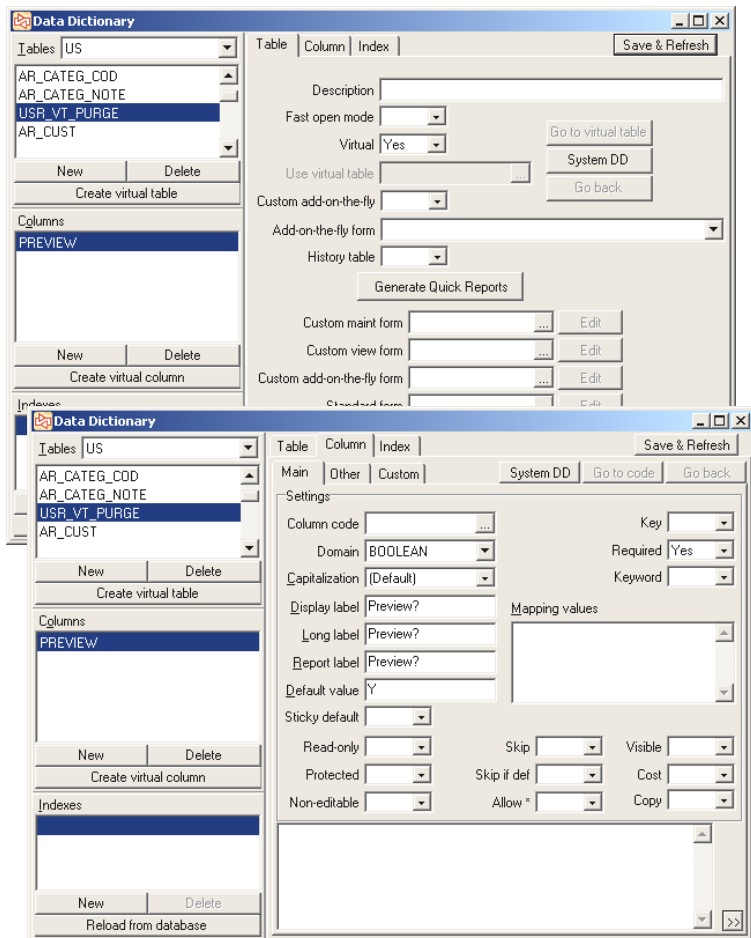 Data Dictionary
Tables US
AR_CATEG_COD
AR_CATEG_NOTE
USR_VT_PURGE
AR_CUST
New Delete
Create virtual table
Columns
PREVIEW
New Delete
Create virtual column
Indexes
Table Column Index Save & Refresh
Description
Fast open mode
Virtual Yes
Go to virtual table
System DD
Go back
Use virtual table ...
Custom add-on-the-fly
Add-on-the-fly form
History table
Generate Quick Reports
Custom maint form ... Edit
Custom view form ... Edit
Custom add-on-the-fly form ... Edit
Standard form Edit
Data Dictionary
Tables US
AR_CATEG_COD
AR_CATEG_NOTE
USR_VT_PURGE
AR_CUST
New Delete
Create virtual table
Columns
PREVIEW
New Delete
Create virtual column
Indexes
New Delete
Reload from database
Table Column Index Save & Refresh
Main Other Custom System DD Go to code Go back
Settings
Column code ... Key
Domain BOOLEAN Required Yes
Capitalization (Default) Keyword
Display label Preview? Mapping values
Long label Preview?
Report label Preview?
Default value Y
Sticky default
Read-only Skip Visible
Protected Skip if def Cost
Non-editable Allow * Copy
>>